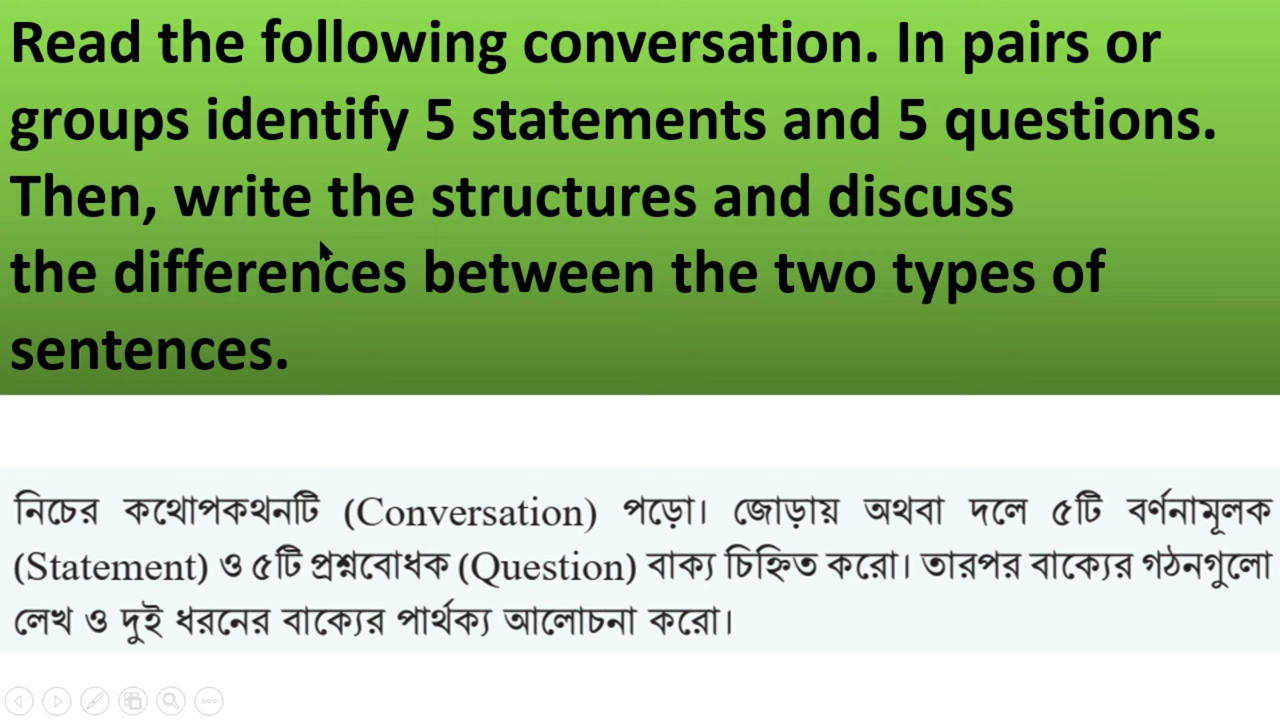 Read the following conversation. In pairs or
groups identify 5 statements and 5 questions.
Then, write the structures and discuss
the differences between the two types of
sentences.
নিচের কথোপকথনটি (Conversation) পড়ো। জোড়ায় অথবা দলে ৫টি বর্ণনামূলক
(Statement) ও ৫টি প্রশ্নবোধক (Question) বাক্য চিহ্নিত করো। তারপর বাক্যের গঠনগুলো
লেখ ও দুই ধরনের বাক্যের পার্থক্য আলোচনা করো।